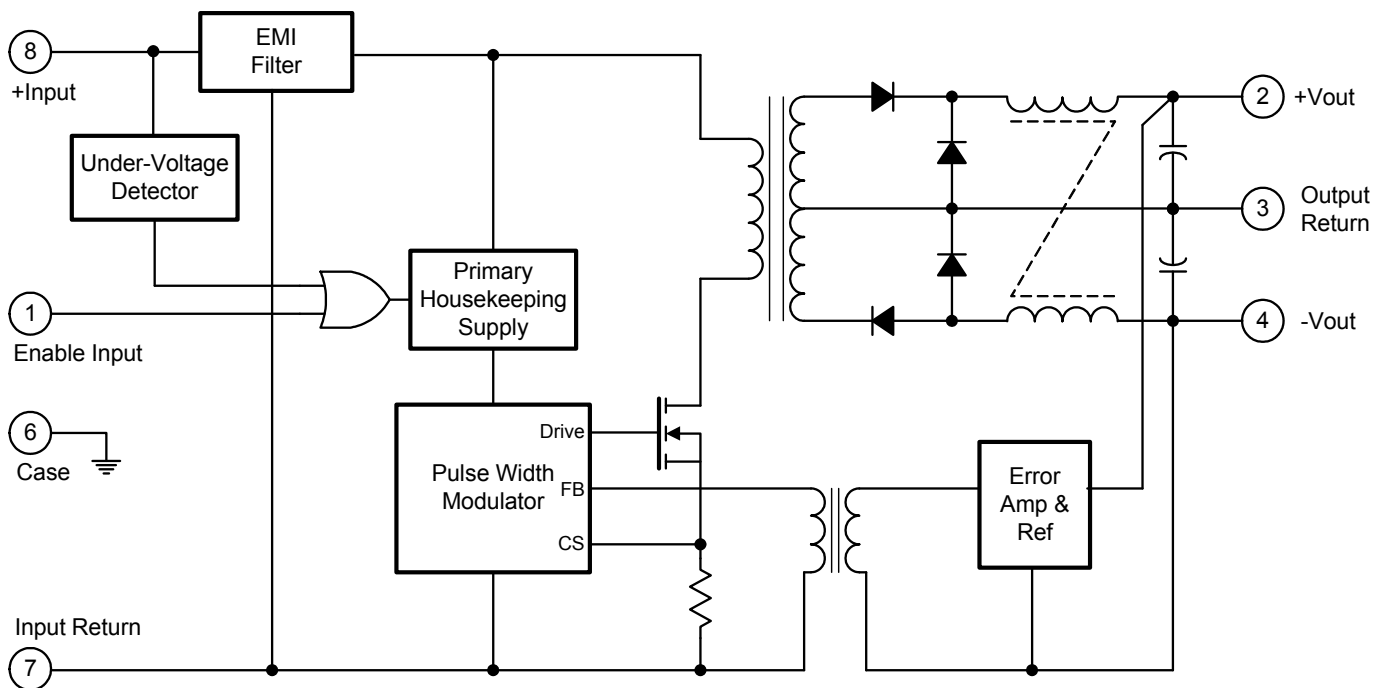 8
+Input
EMI
Filter
Under-Voltage
Detector
2
+Vout
3
Output
Return
4
-Vout
1
Enable Input
Primary
Housekeeping
Supply
6
Case
Pulse Width
Modulator
Drive
FB
CS
Error
Amp &
Ref
Input Return
7